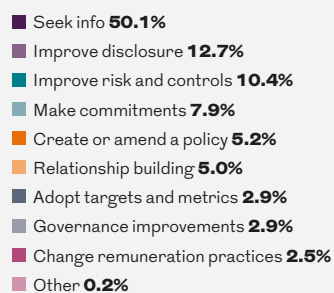 Seek info 50.1%
Improve disclosure 12.7%
Improve risk and controls 10.4%
Make commitments 7.9%
Create or amend a policy 5.2%
Relationship building 5.0%
Adopt targets and metrics 2.9%
Governance improvements 2.9%
Change remuneration practices 2.5%
Other 0.2%